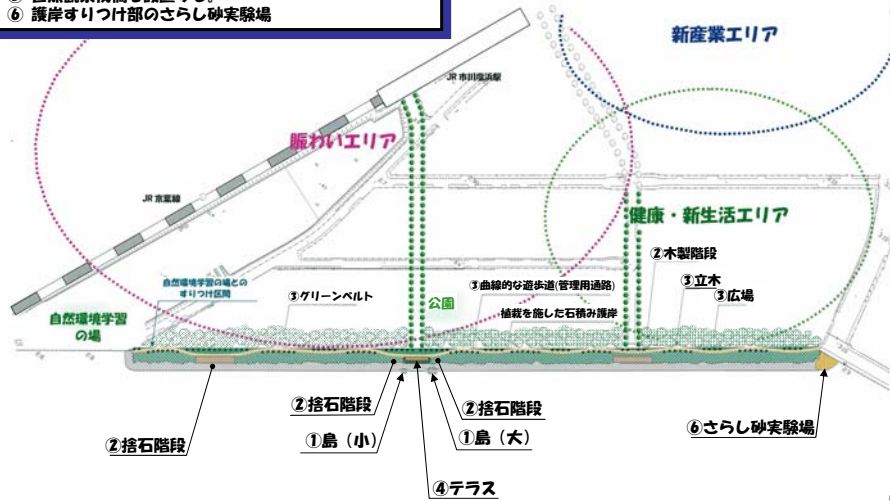 ⑥ 護岸すりつけ部のさらし砂実験場
新産業エリア
JR 市川塩浜駅
賑わいエリア
JR 京葉線
健康・新生活エリア
②木製階段
自然環境学習の場との
すりつけ区間
③グリーンベルト
③曲線的な遊歩道(管理用通路)
③立木
③広場
公園
植栽を施した石積み護岸
自然環境学習
の場
②捨石階段
②捨石階段
⑥さらし砂実験場
②捨石階段
①島（小）
①島（大）
④テラス